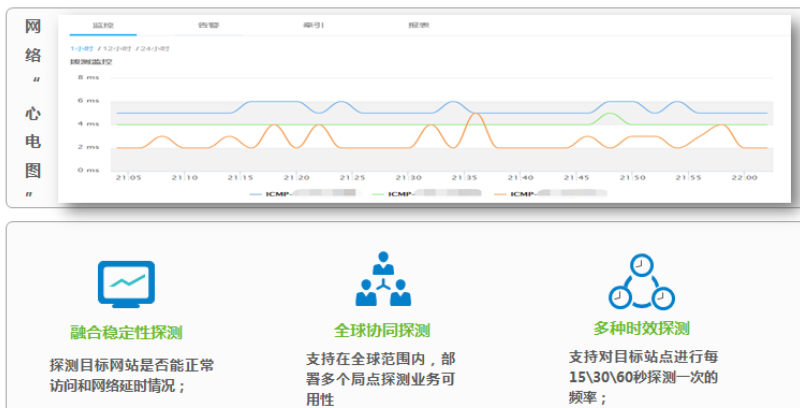 网络“心电图”
监控 告警 牵引 报表
1小时 / 12小时 / 24小时
拨测监控
8 ms
6 ms
4 ms
2 ms
0 ms
21:05 21:10 21:15 21:20 21:25 21:30 21:35 21:40 21:45 21:50 21:55 22:00
ICMP- ICMP- ICMP-
融合稳定性探测
探测目标网站是否能正常
访问和网络延时情况；
全球协同探测
支持在全球范围内，部
署多个局点探测业务可
用性
多种时效探测
支持对目标站点进行每
15\30\60秒探测一次的
频率；